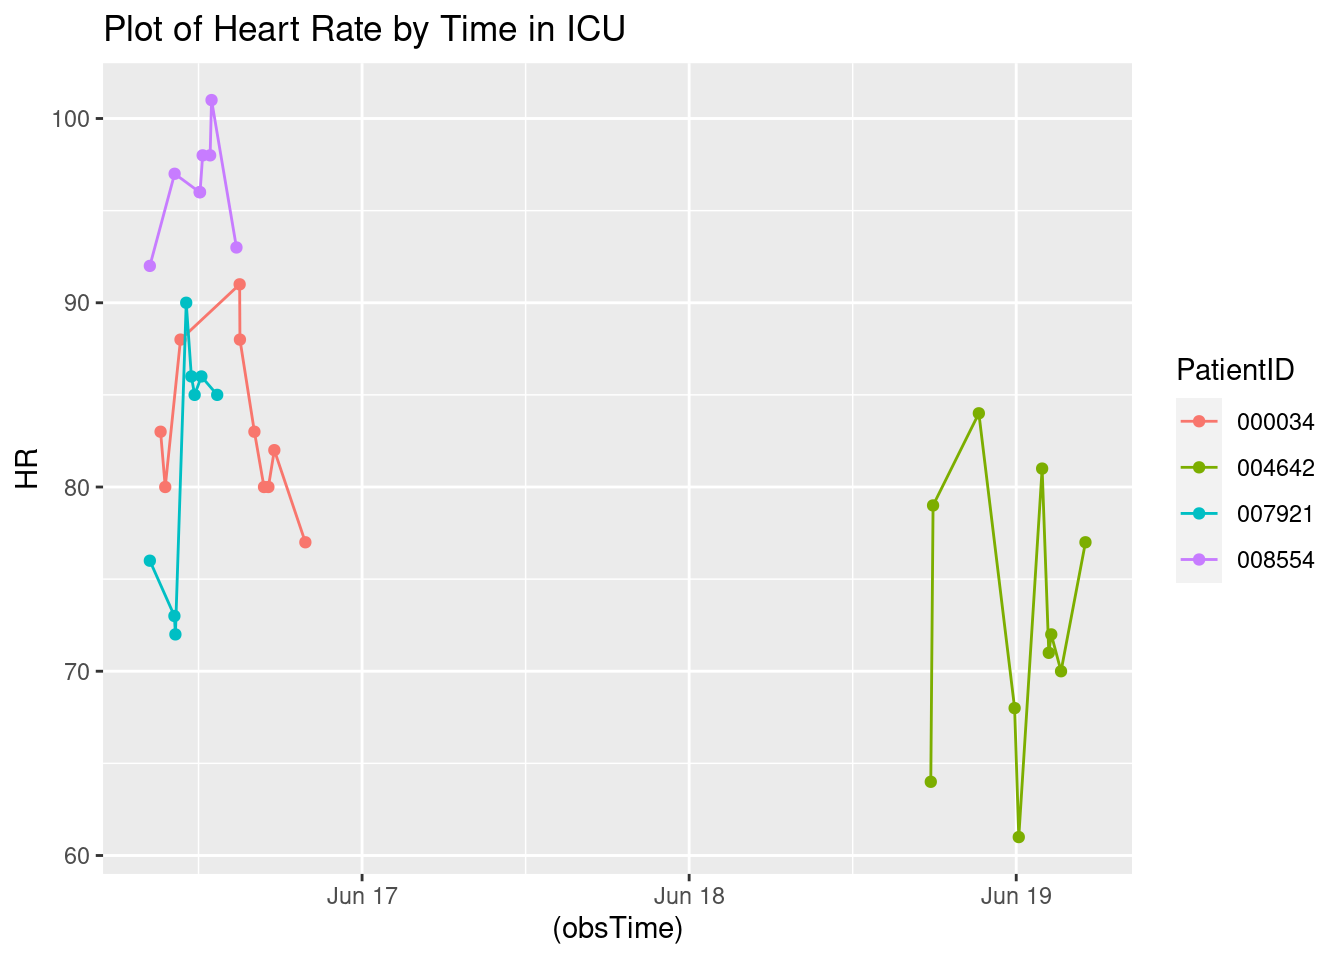 Plot of Heart Rate by Time in ICU
100
90
80
70
60
HR
Jun 17
Jun 18
Jun 19
(obsTime)
PatientID
000034
004642
007921
008554